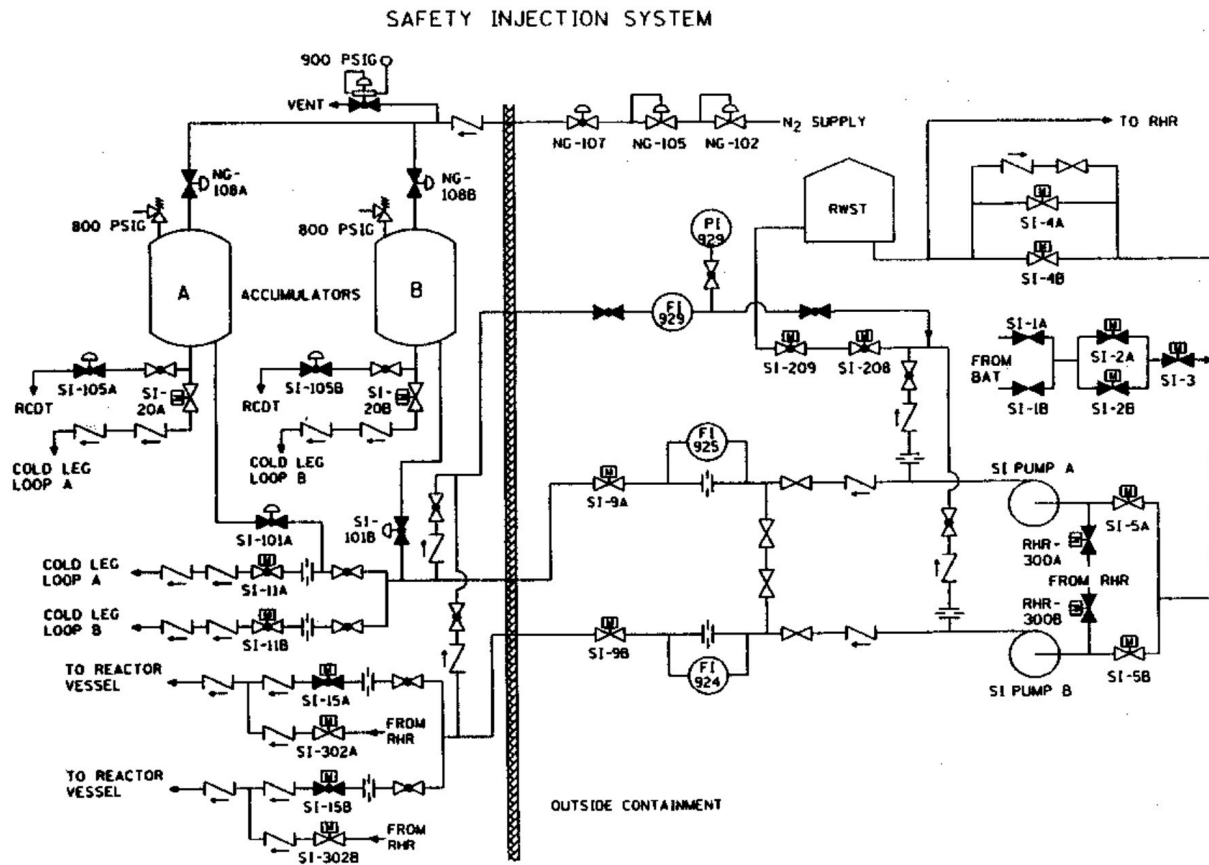 SAFETY INJECTION SYSTEM
900 PSIG
VENT
NG-107
NG-105
NG-102
N2 SUPPLY
TO RHR
NG-
108A
NG-
108B
800 PSIG
800 PSIG
RWST
M
SI-4A
M
SI-4B
PI
929
A
ACCUMULATORS
B
FI
929
SI-1A
M
SI-2A
M
SI-3
FROM
BAT
SI-1B
M
SI-2B
M
SI-209
M
SI-208
SI-105A
SI-
20A
M
RCDT
SI-105B
SI-
20B
M
RCDT
COLD LEG
LOOP A
COLD LEG
LOOP B
FI
925
SI PUMP A
M
SI-9A
M
SI-5A
SI-101A
SI-
101B
RHR-
300A
M
FROM RHR
RHR-
300B
M
COLD LEG
LOOP A
M
SI-11A
COLD LEG
LOOP B
M
SI-11B
M
SI-9B
FI
924
M
SI-5B
SI PUMP B
TO REACTOR
VESSEL
M
SI-15A
M
SI-302A
FROM
RHR
TO REACTOR
VESSEL
M
SI-15B
M
SI-302B
FROM
RHR
OUTSIDE CONTAINMENT